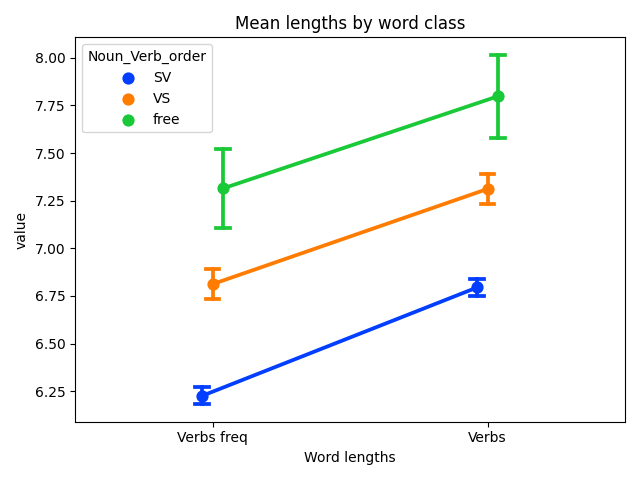 Mean lengths by word class
Noun_Verb_order
SV
VS
free
value
8.00
7.75
7.50
7.25
7.00
6.75
6.50
6.25
Verbs freq
Verbs
Word lengths